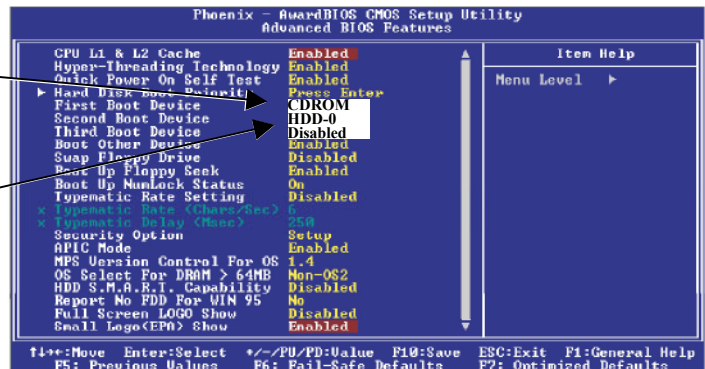 Phoenix - AwardBIOS CMOS Setup Utility
Advanced BIOS Features
CPU L1 & L2 Cache Enabled
Hyper-Threading Technology Enabled
Quick Power On Self Test Enabled
► Hard Disk Boot Priority Press Enter
First Boot Device CDROM
Second Boot Device HDD-0
Third Boot Device Disabled
Boot Other Device Enabled
Swap Floppy Drive Disabled
Boot Up Floppy Seek Enabled
Boot Up NumLock Status On
Typematic Rate Setting Disabled
x Typematic Rate (Chars/Sec) 6
x Typematic Delay (Msec) 250
Security Option Setup
APIC Mode Enabled
MPS Version Control For OS 1.4
OS Select For DRAM > 64MB Non-OS2
HDD S.M.A.R.T. Capability Disabled
Report No FDD For WIN 95 No
Full Screen LOGO Show Disabled
Small Logo(EPA) Show Enabled
Item Help
Menu Level ►
↑↓→←:Move Enter:Select +/-/PU/PD:Value F10:Save ESC:Exit F1:General Help
F5: Previous Values F6: Fail-Safe Defaults F7: Optimized Defaults